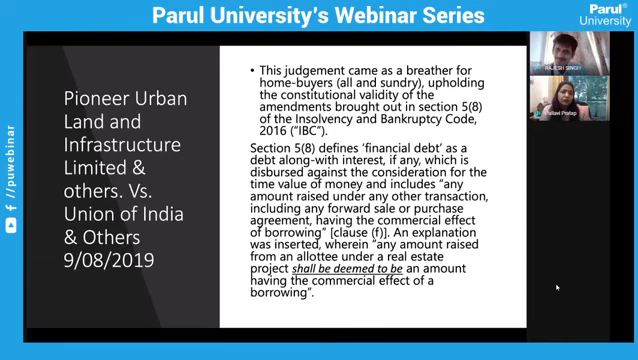 Parul University's Webinar Series
Parul®
University
f //puwebinar
Pioneer Urban
Land and
Infrastructure
Limited &
others. Vs.
Union of India
& Others
9/08/2019
• This judgement came as a breather for
home-buyers (all and sundry), upholding
the constitutional validity of the
amendments brought out in section 5(8)
of the Insolvency and Bankruptcy Code,
2016 ("IBC").
Section 5(8) defines 'financial debt' as a
debt along-with interest, if any, which is
disbursed against the consideration for the
time value of money and includes "any
amount raised under any other transaction,
including any forward sale or purchase
agreement, having the commercial effect
of borrowing" [clause (f)]. An explanation
was inserted, wherein "any amount raised
from an allottee under a real estate
project shall be deemed to be an amount
having the commercial effect of a
borrowing".
RAJESH SINGH
Pallavi Pratap